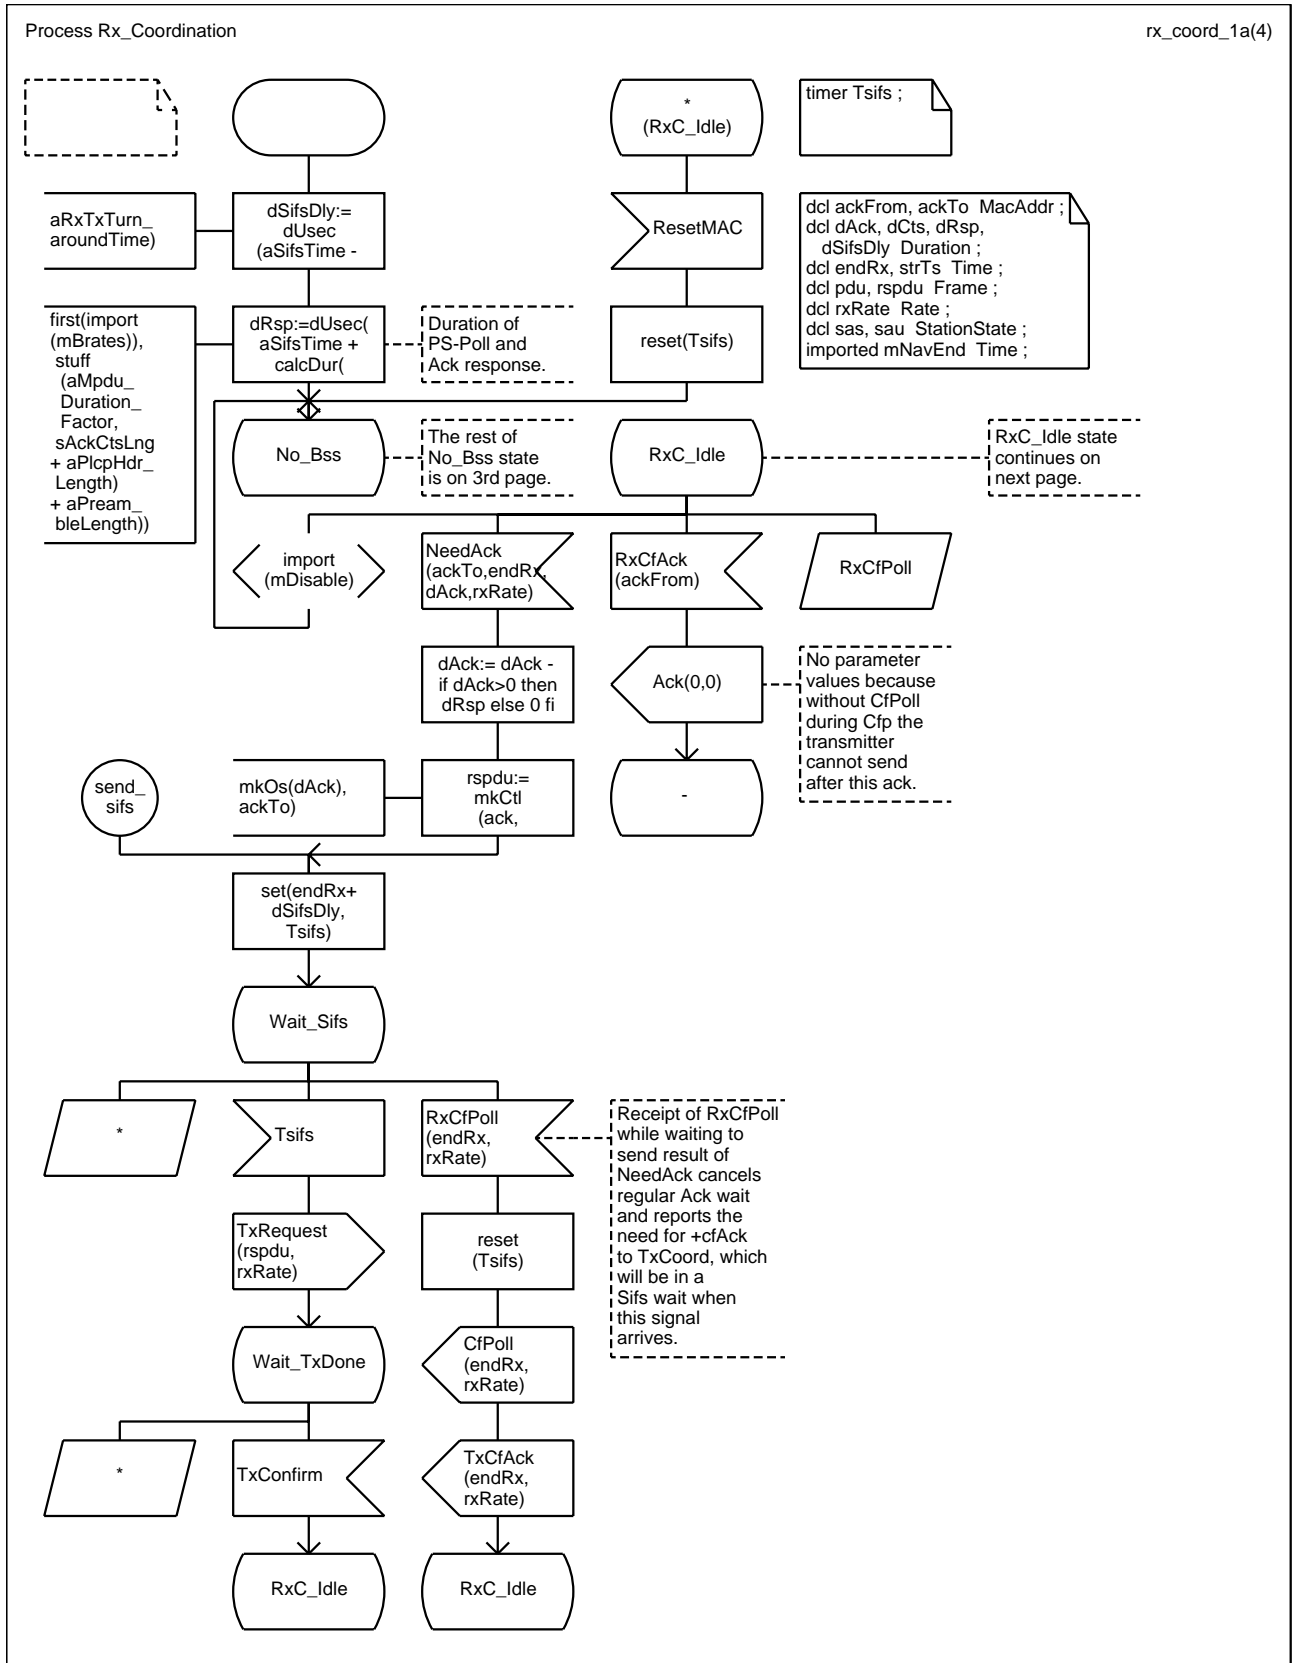 Process Rx_Coordination
rx_coord_1a(4)
*
(RxC_Idle)
timer Tsifs ;
aRxTxTurn_
aroundTime)
dSifsDly:=
dUsec
(aSifsTime -
ResetMAC
dcl ackFrom, ackTo  MacAddr ;
dcl dAck, dCts, dRsp,
dSifsDly  Duration ;
dcl endRx, strTs  Time ;
dcl pdu, rspdu  Frame ;
dcl rxRate  Rate ;
dcl sas, sau  StationState ;
imported mNavEnd  Time ;
first(import
(mBrates)),
stuff
(aMpdu_
Duration_
Factor,
sAckCtsLng
+ aPlcpHdr_
Length)
+ aPream_
bleLength))
dRsp:=dUsec(
aSifsTime +
calcDur(
Duration of
PS-Poll and
Ack response.
reset(Tsifs)
No_Bss
The rest of
No_Bss state
is on 3rd page.
RxC_Idle
RxC_Idle state
continues on
next page.
import
(mDisable)
NeedAck
(ackTo,endRx,
dAck,rxRate)
RxCfAck
(ackFrom)
RxCfPoll
dAck:= dAck -
if dAck>0 then
dRsp else 0 fi
Ack(0,0)
No parameter
values because
without CfPoll
during Cfp the
transmitter
cannot send
after this ack.
send_
sifs
mkOs(dAck),
ackTo)
rspdu:=
mkCtl
(ack,
-
set(endRx+
dSifsDly,
Tsifs)
Wait_Sifs
*
Tsifs
RxCfPoll
(endRx,
rxRate)
Receipt of RxCfPoll
while waiting to
send result of
NeedAck cancels
regular Ack wait
and reports the
need for +cfAck
to TxCoord, which
will be in a
Sifs wait when
this signal
arrives.
TxRequest
(rspdu,
rxRate)
reset
(Tsifs)
Wait_TxDone
CfPoll
(endRx,
rxRate)
*
TxConfirm
TxCfAck
(endRx,
rxRate)
RxC_Idle
RxC_Idle